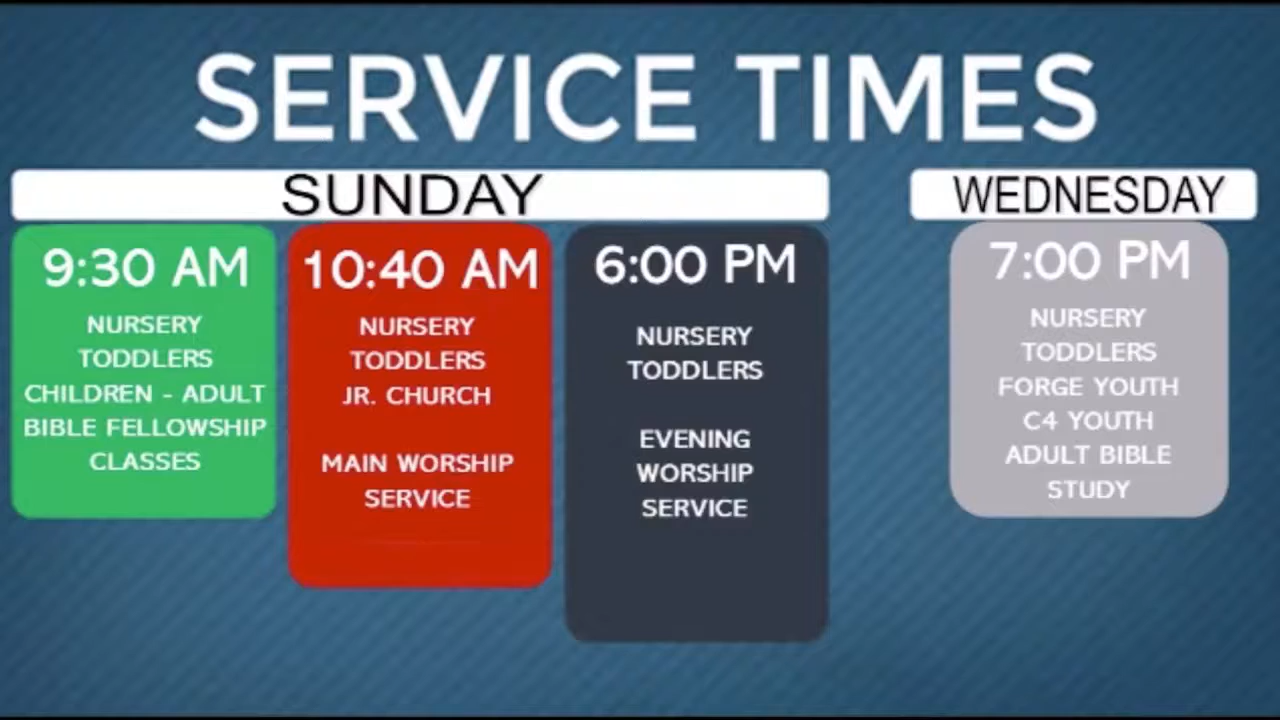 SERVICE TIMES
SUNDAY
9:30 AM
NURSERY
TODDLERS
CHILDREN - ADULT
BIBLE FELLOWSHIP
CLASSES
10:40 AM
NURSERY
TODDLERS
JR. CHURCH
MAIN WORSHIP
SERVICE
6:00 PM
NURSERY
TODDLERS
EVENING
WORSHIP
SERVICE
WEDNESDAY
7:00 PM
NURSERY
TODDLERS
FORGE YOUTH
C4 YOUTH
ADULT BIBLE
STUDY